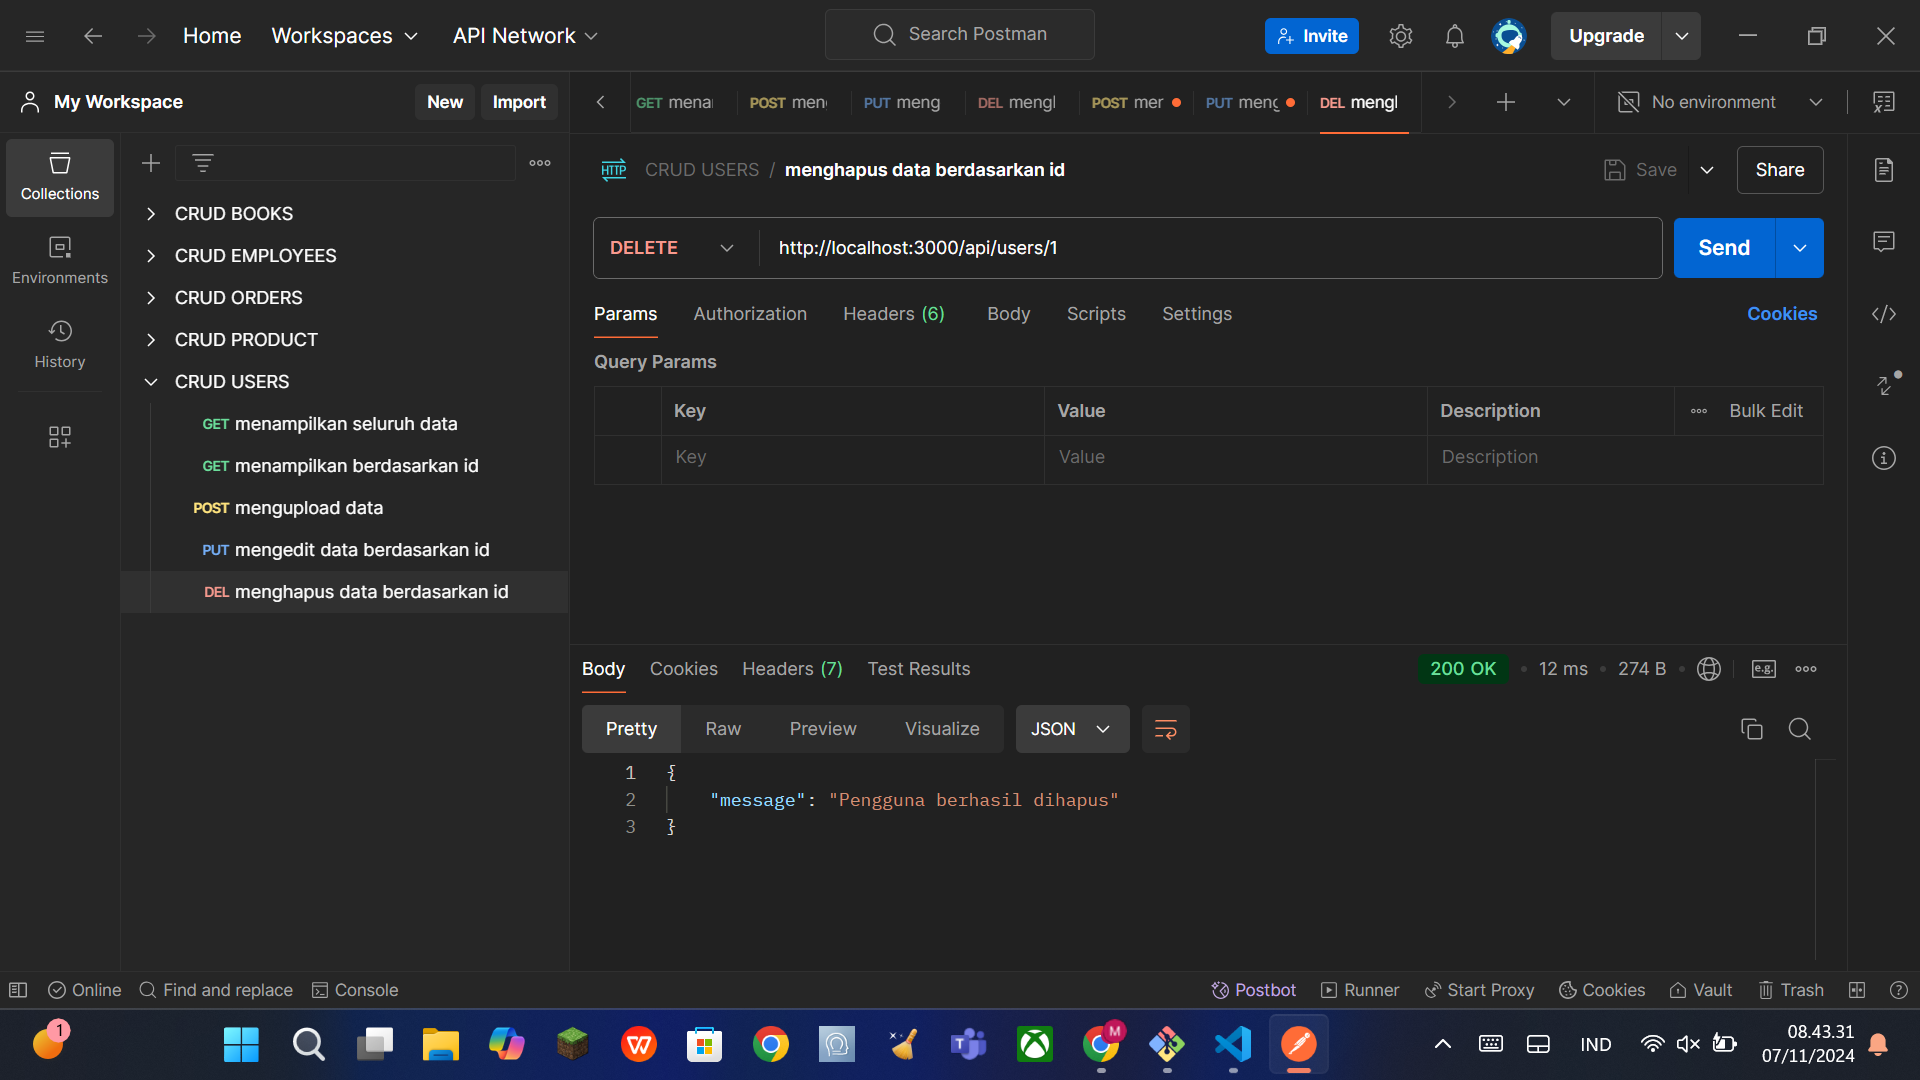 Home Workspaces API Network Search Postman Invite Upgrade
My Workspace New Import GET menai POST men PUT meng DEL mengl POST mer PUT meng DEL mengl No environment
HTTP CRUD USERS / menghapus data berdasarkan id Save Share
Collections
Environments
History
CRUD BOOKS
CRUD EMPLOYEES
CRUD ORDERS
CRUD PRODUCT
CRUD USERS
GET menampilkan seluruh data
GET menampilkan berdasarkan id
POST mengupload data
PUT mengedit data berdasarkan id
DEL menghapus data berdasarkan id
DELETE http://localhost:3000/api/users/1 Send
Params Authorization Headers (6) Body Scripts Settings Cookies
Query Params
Key Value Description Bulk Edit
Key Value Description
Body Cookies Headers (7) Test Results 200 OK 12 ms 274 B e.g.
Pretty Raw Preview Visualize JSON
1 {
2 "message": "Pengguna berhasil dihapus"
3 }
Online Find and replace Console Postbot Runner Start Proxy Cookies Vault Trash
1 M IND 08.43.31
07/11/2024